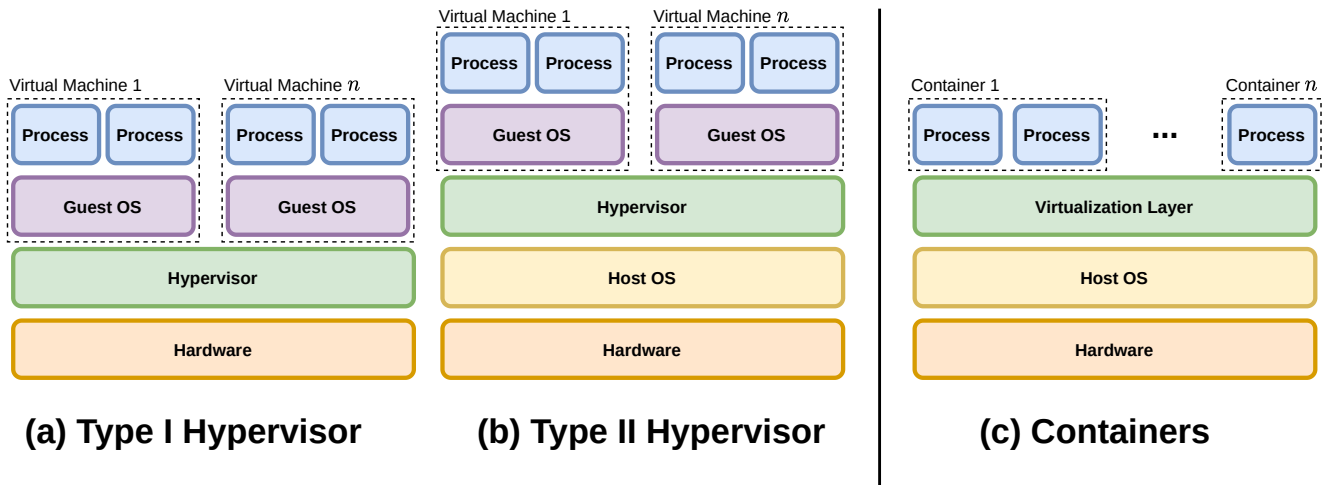 Virtual Machine 1
Virtual Machine n
Process
Process
Process
Process
Guest OS
Guest OS
Hypervisor
Hardware
(a) Type I Hypervisor
Virtual Machine 1
Virtual Machine n
Process
Process
Process
Process
Guest OS
Guest OS
Hypervisor
Host OS
Hardware
(b) Type II Hypervisor
Container 1
Container n
Process
Process
...
Process
Virtualization Layer
Host OS
Hardware
(c) Containers